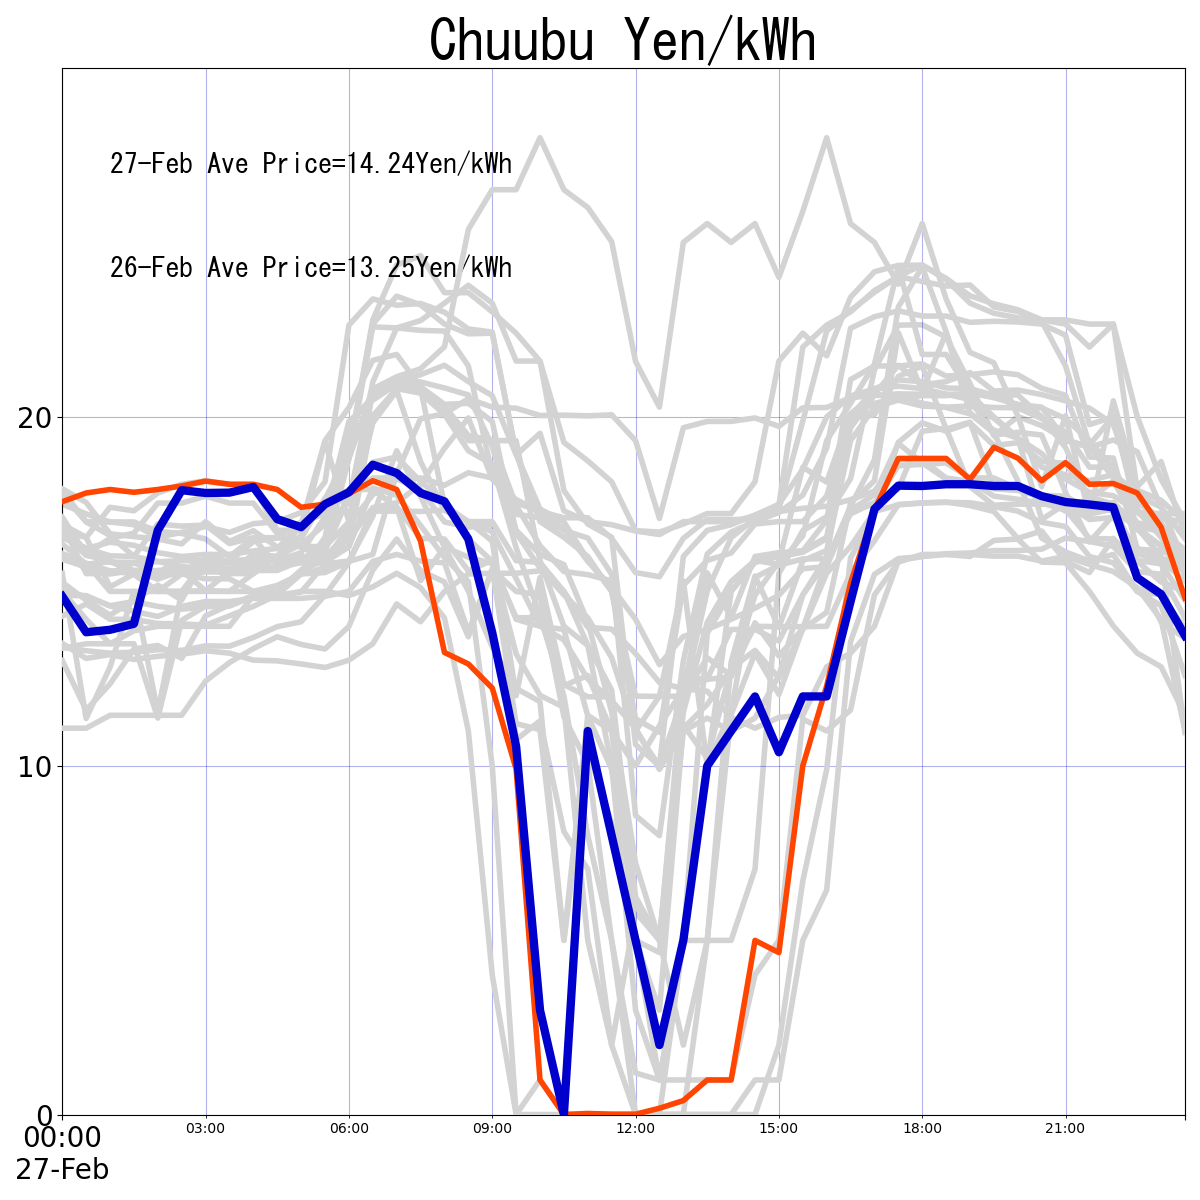 Chuubu Yen/kWh
27-Feb Ave Price=14.24Yen/kWh
26-Feb Ave Price=13.25Yen/kWh
20
10
0
00:00 03:00 06:00 09:00 12:00 15:00 18:00 21:00
27-Feb